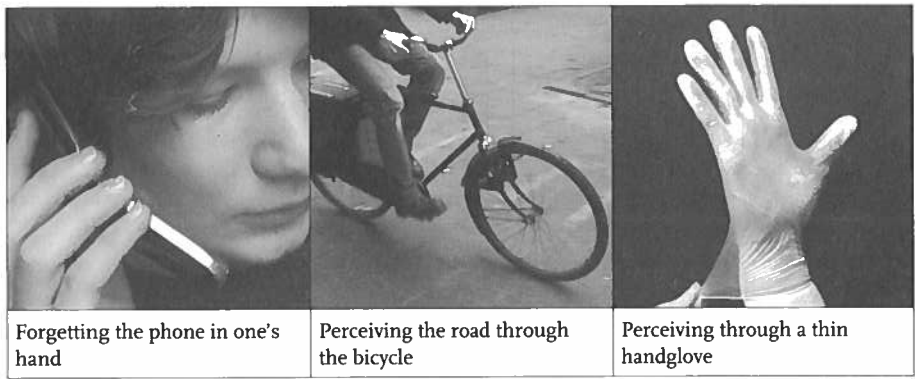 Forgetting the phone in one's
hand
Perceiving the road through
the bicycle
Perceiving through a thin
handglove